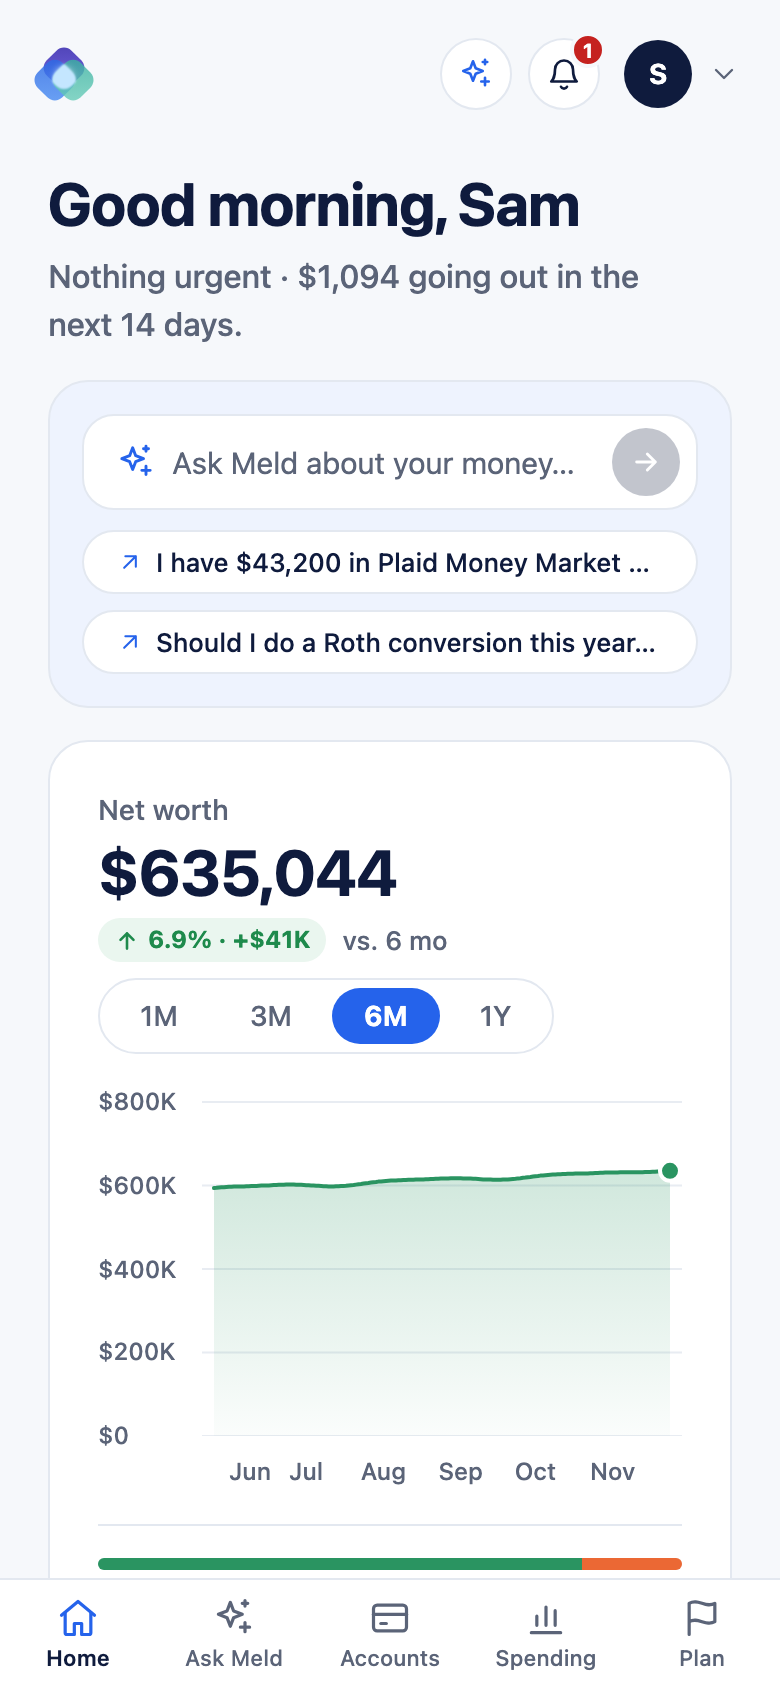 1
S
Good morning, Sam
Nothing urgent · $1,094 going out in the
next 14 days.
Ask Meld about your money...
I have $43,200 in Plaid Money Market ...
Should I do a Roth conversion this year...
Net worth
$635,044
↑ 6.9% · +$41K vs. 6 mo
1M 3M 6M 1Y
$800K
$600K
$400K
$200K
$0
Jun Jul Aug Sep Oct Nov
Home Ask Meld Accounts Spending Plan